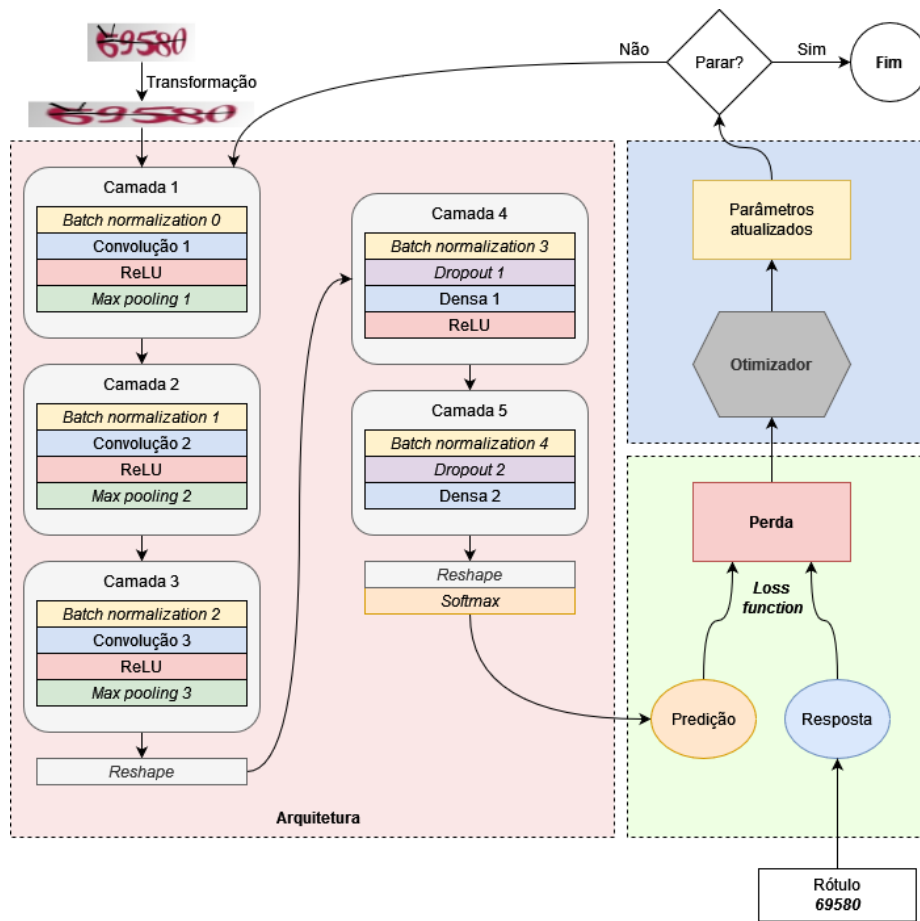 69580
Transformação
69580
Camada 1
Batch normalization 0
Convolução 1
ReLU
Max pooling 1
Camada 2
Batch normalization 1
Convolução 2
ReLU
Max pooling 2
Camada 3
Batch normalization 2
Convolução 3
ReLU
Max pooling 3
Reshape
Camada 4
Batch normalization 3
Dropout 1
Densa 1
ReLU
Camada 5
Batch normalization 4
Dropout 2
Densa 2
Reshape
Softmax
Arquitetura
Não
Parar?
Sim
Fim
Parâmetros
atualizados
Otimizador
Perda
Loss
function
Predição
Resposta
Rótulo
69580